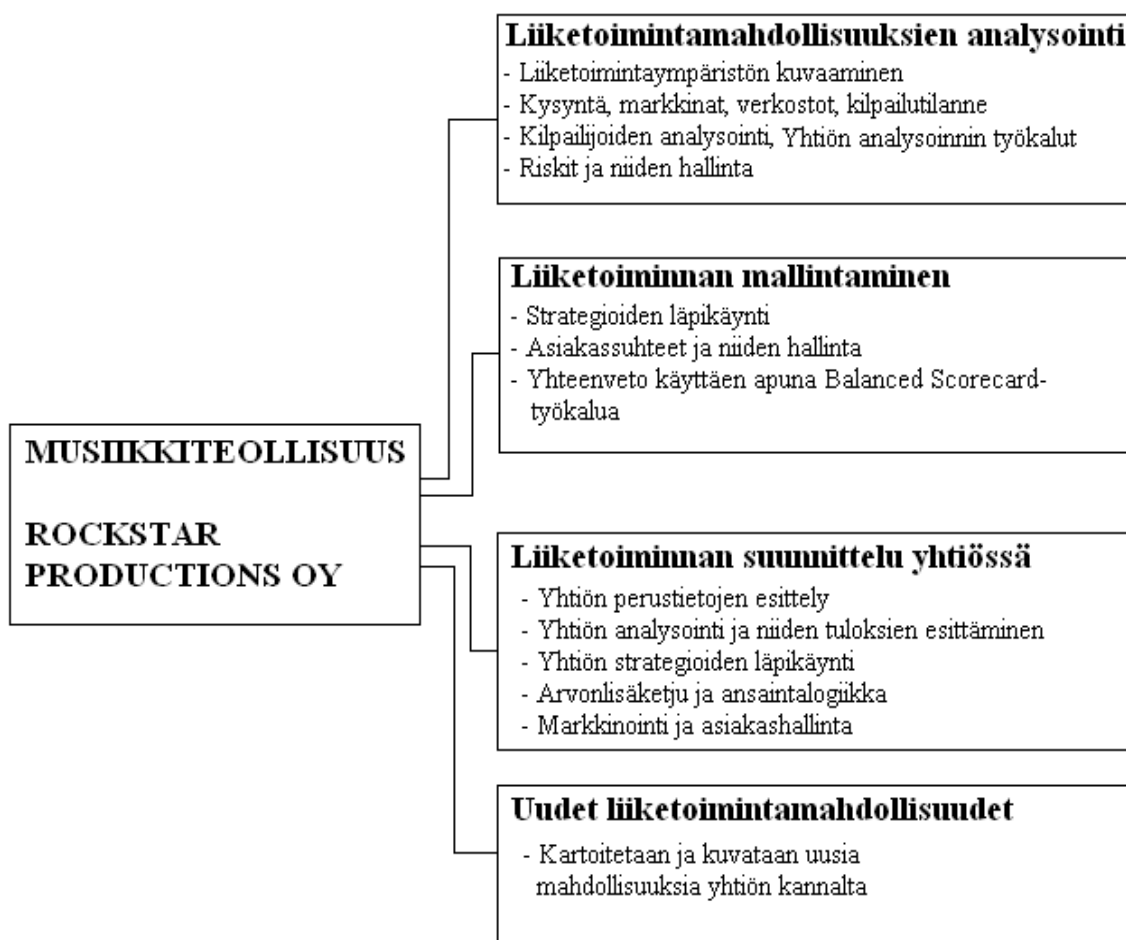 Liiketoimintamahdollisuuksien analysointi
- Liiketoimintaympäristön kuvaaminen
- Kysyntä, markkinat, verkostot, kilpailutilanne
- Kilpailijoiden analysointi, Yhtiön analysoinnin työkalut
- Riskit ja niiden hallinta
Liiketoiminnan mallintaminen
- Strategioiden läpikäynti
- Asiakassuhteet ja niiden hallinta
- Yhteenveto käyttäen apuna Balanced Scorecard-
työkalua
MUSIIKKITEOLLISUUS
ROCKSTAR
PRODUCTIONS OY
Liiketoiminnan suunnittelu yhtiössä
- Yhtiön perustietojen esittely
- Yhtiön analysointi ja niiden tuloksien esittäminen
- Yhtiön strategioiden läpikäynti
- Arvonlisäketju ja ansaintalogiikka
- Markkinointi ja asiakashallinta
Uudet liiketoimintamahdollisuudet
- Kartoitetaan ja kuvataan uusia
mahdollisuuksia yhtiön kannalta